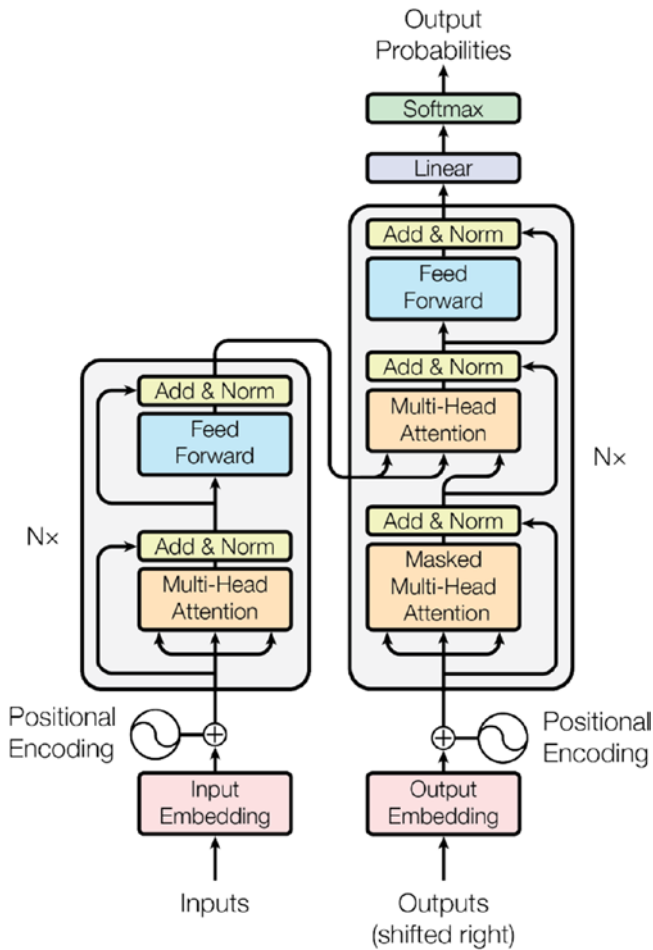 Output
Probabilities
Softmax
Linear
Add & Norm
Feed
Forward
Add & Norm
Multi-Head
Attention
Add & Norm
Masked
Multi-Head
Attention
Nx
Add & Norm
Feed
Forward
Add & Norm
Multi-Head
Attention
Nx
Positional
Encoding
Positional
Encoding
Input
Embedding
Output
Embedding
Inputs
Outputs
(shifted right)